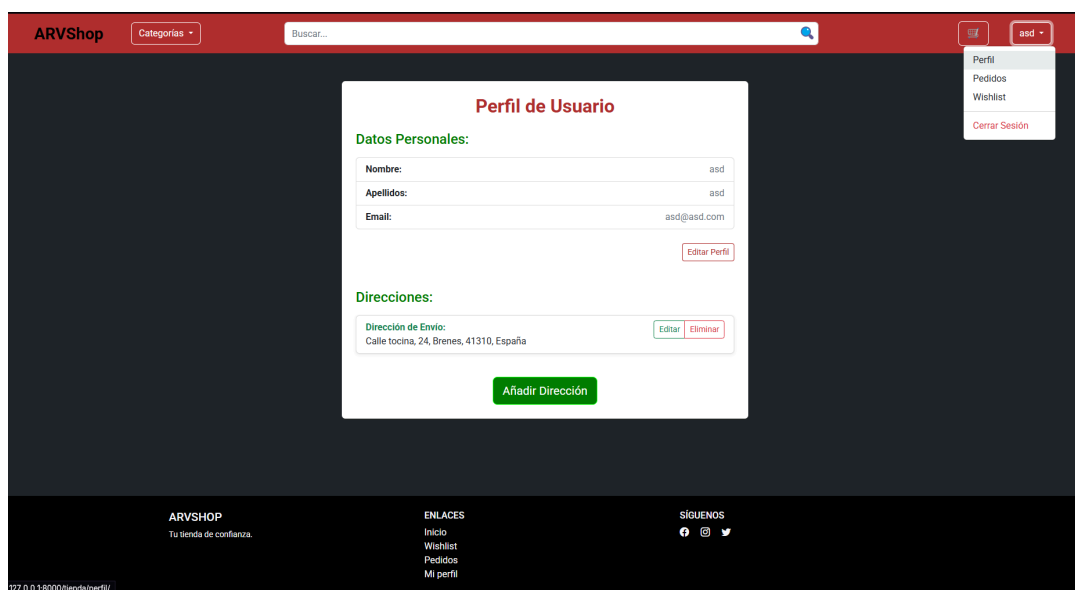 ARVShop Categorías Buscar... asd
Perfil
Pedidos
Wishlist
Cerrar Sesión
Perfil de Usuario
Datos Personales:
Nombre: asd
Apellidos: asd
Email: asd@asd.com
Editar Perfil
Direcciones:
Dirección de Envío: Editar Eliminar
Calle tocina, 24, Brenes, 41310, España
Añadir Dirección
ARVSHOP
Tu tienda de confianza.
ENLACES
Inicio
Wishlist
Pedidos
Mi perfil
SÍGUENOS
127.0.0.1:8000/tienda/perfil/